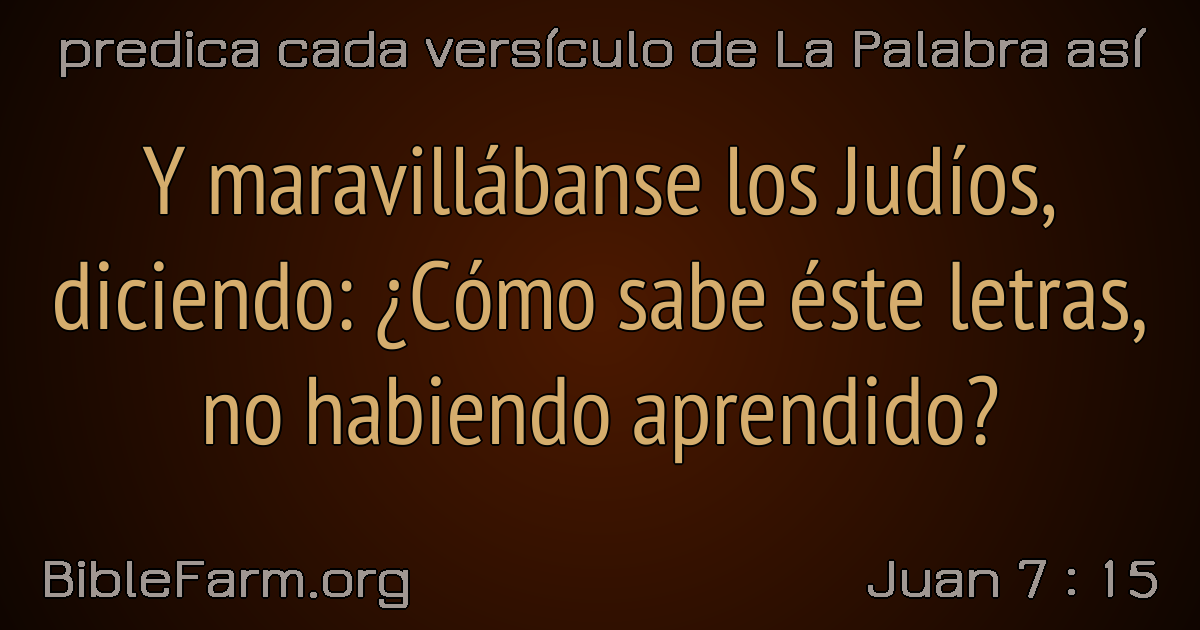 predica cada versículo de La Palabra así
Y maravillábanse los Judíos,
diciendo: ¿Cómo sabe éste letras,
no habiendo aprendido?
BibleFarm.org
Juan 7 : 15